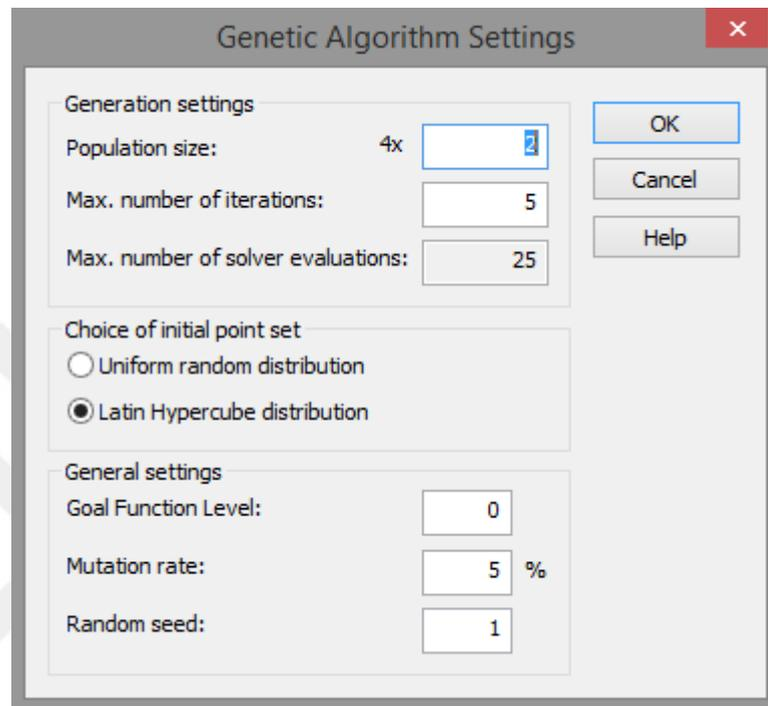 Genetic Algorithm Settings
Generation settings
Population size: 4x 2
Max. number of iterations: 5
Max. number of solver evaluations: 25
Choice of initial point set
Uniform random distribution
Latin Hypercube distribution
General settings
Goal Function Level: 0
Mutation rate: 5 %
Random seed: 1
OK
Cancel
Help